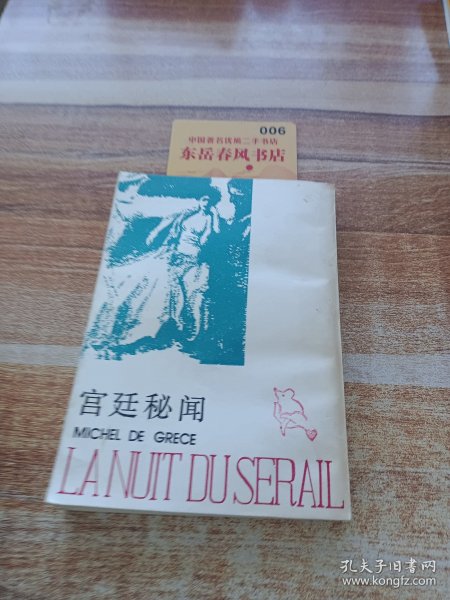 006
中国著名优质二手书店
东岳春风书店
宫廷秘闻
MICHEL DE GRECE
LA NUIT DU SERAIL
孔夫子旧书网
www.kongfz.com